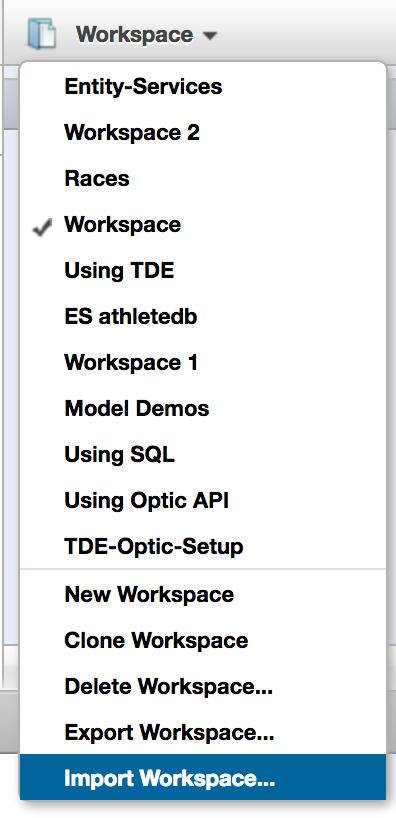 Workspace
Entity-Services
Workspace 2
Races
Workspace
Using TDE
ES athletedb
Workspace 1
Model Demos
Using SQL
Using Optic API
TDE-Optic-Setup
New Workspace
Clone Workspace
Delete Workspace...
Export Workspace...
Import Workspace...